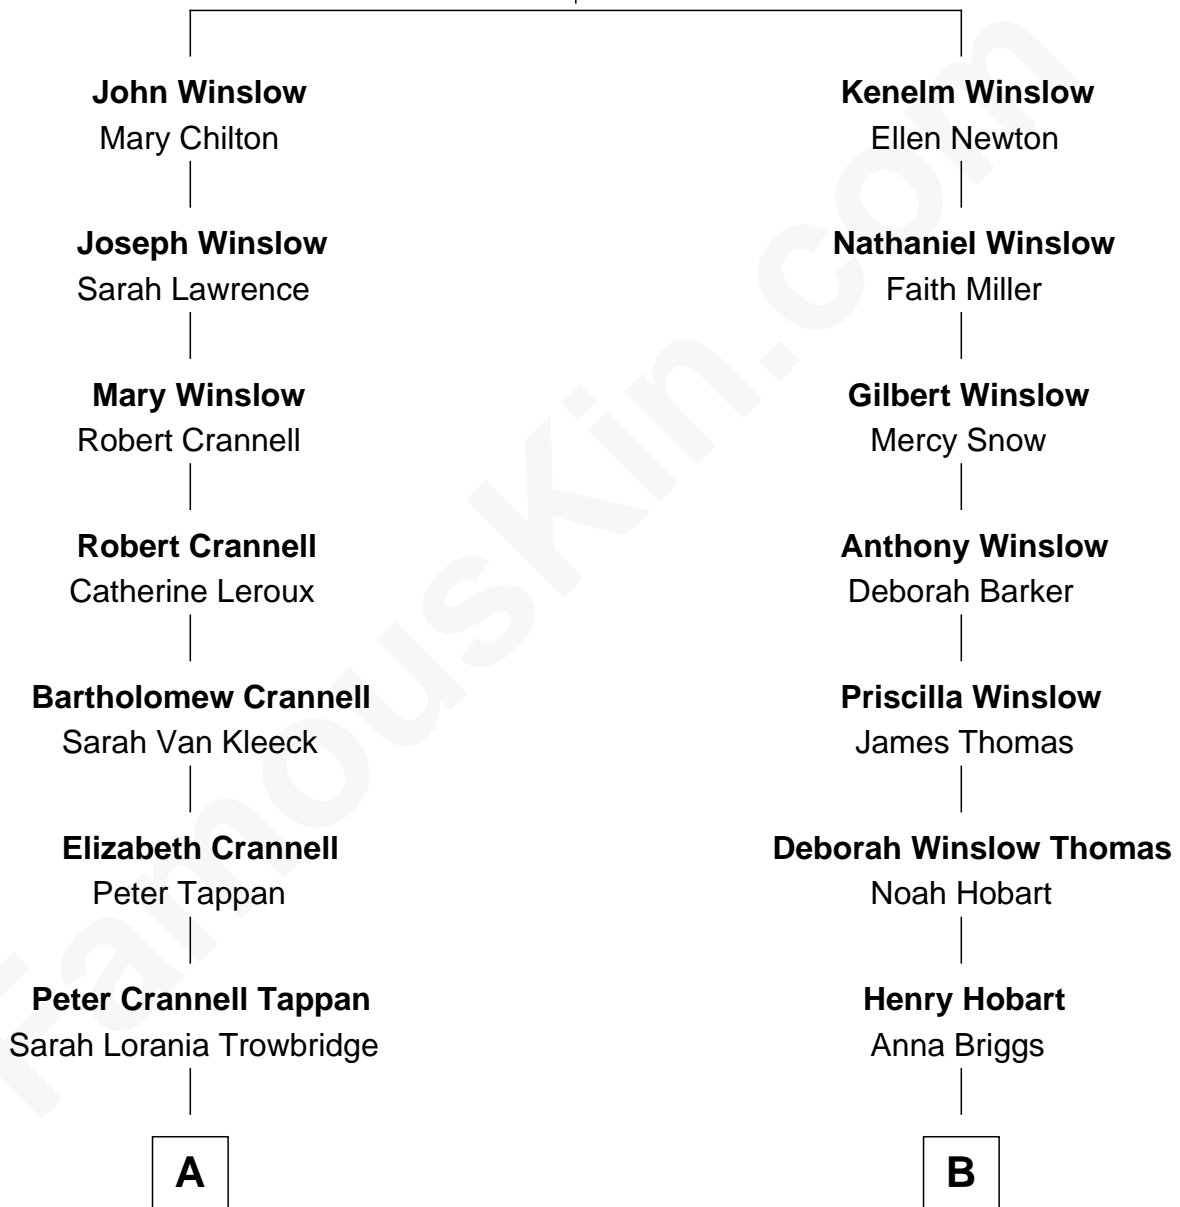 John Winslow
Mary Chilton
Joseph Winslow
Sarah Lawrence
Mary Winslow
Robert Crannell
Robert Crannell
Catherine Leroux
Bartholomew Crannell
Sarah Van Kleeck
Elizabeth Crannell
Peter Tappan
Peter Crannell Tappan
Sarah Lorania Trowbridge
A
Kenelm Winslow
Ellen Newton
Nathaniel Winslow
Faith Miller
Gilbert Winslow
Mercy Snow
Anthony Winslow
Deborah Barker
Priscilla Winslow
James Thomas
Deborah Winslow Thomas
Noah Hobart
Henry Hobart
Anna Briggs
B
FamousKin.com